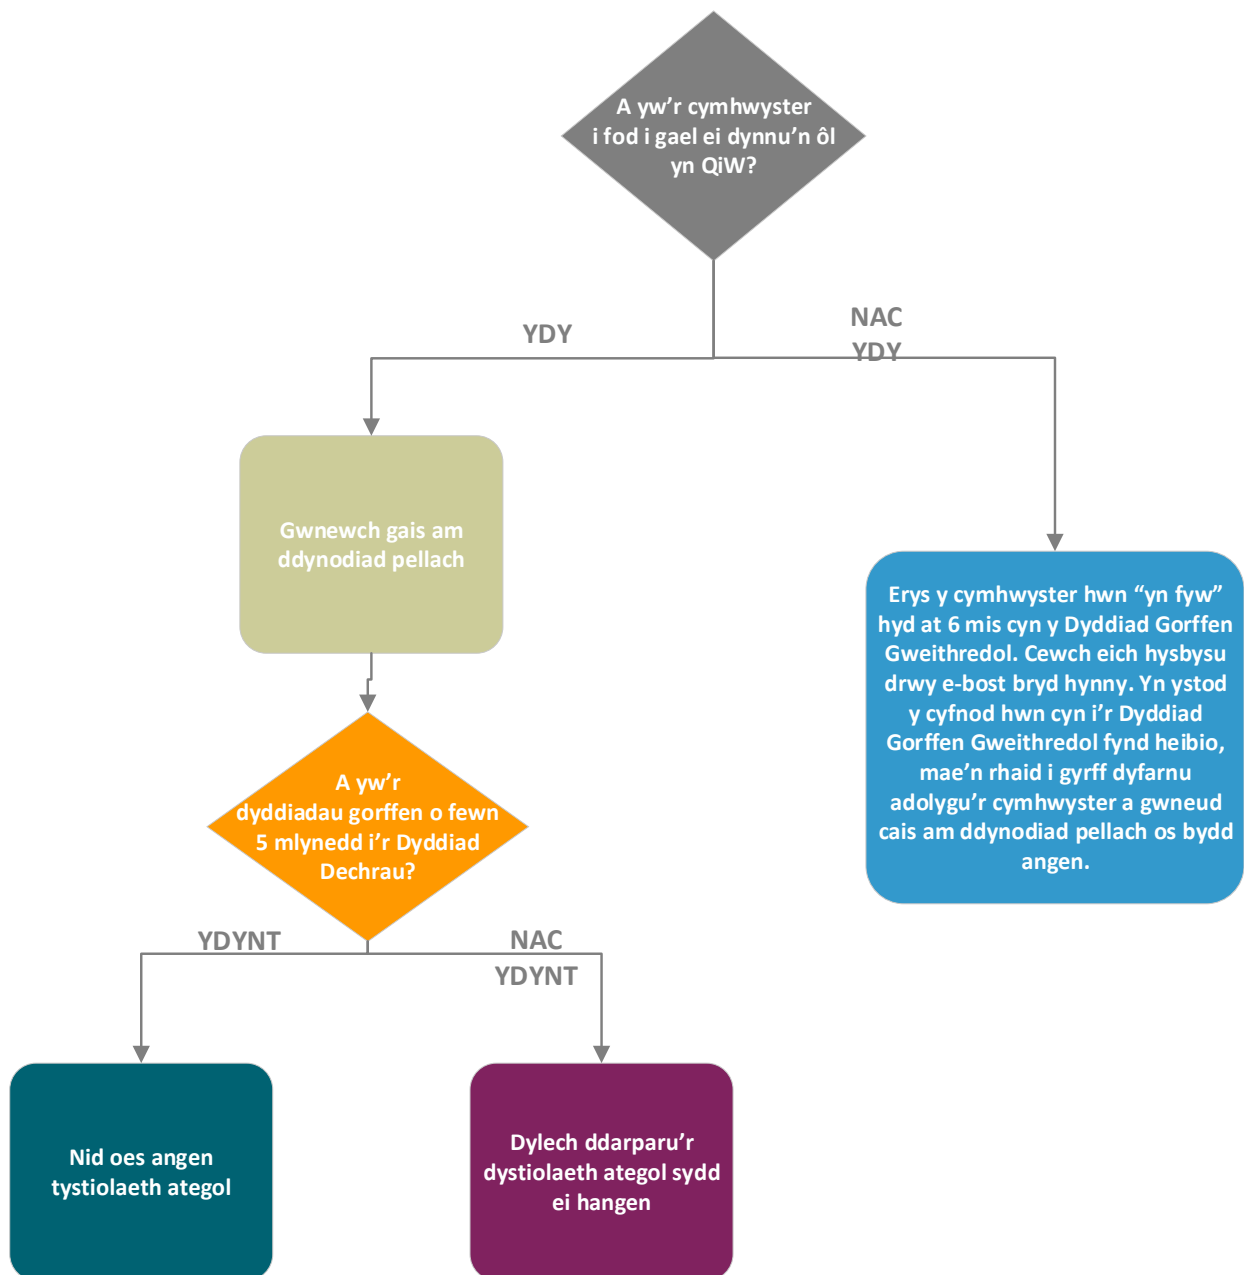 A yw’r cymhwyster
i fod i gael ei dynnu’n ôl
yn QiW?
YDY
NAC
YDY
Gwnewch gais am
ddynodiad pellach
Erys y cymhwyster hwn “yn fyw”
hyd at 6 mis cyn y Dyddiad Gorffen
Gweithredol. Cewch eich hysbysu
drwy e-bost bryd hynny. Yn ystod
y cyfnod hwn cyn i’r Dyddiad
Gorffen Gweithredol fynd heibio,
mae’n rhaid i gyrff dyfarnu
adolygu’r cymhwyster a gwneud
cais am ddynodiad pellach os bydd
angen.
A yw’r
dyddiadau gorffen o fewn
5 mlynedd i’r Dyddiad
Dechrau?
YDYNT
NAC
YDYNT
Nid oes angen
tystiolaeth ategol
Dylech ddarparu’r
dystiolaeth ategol sydd
ei hangen